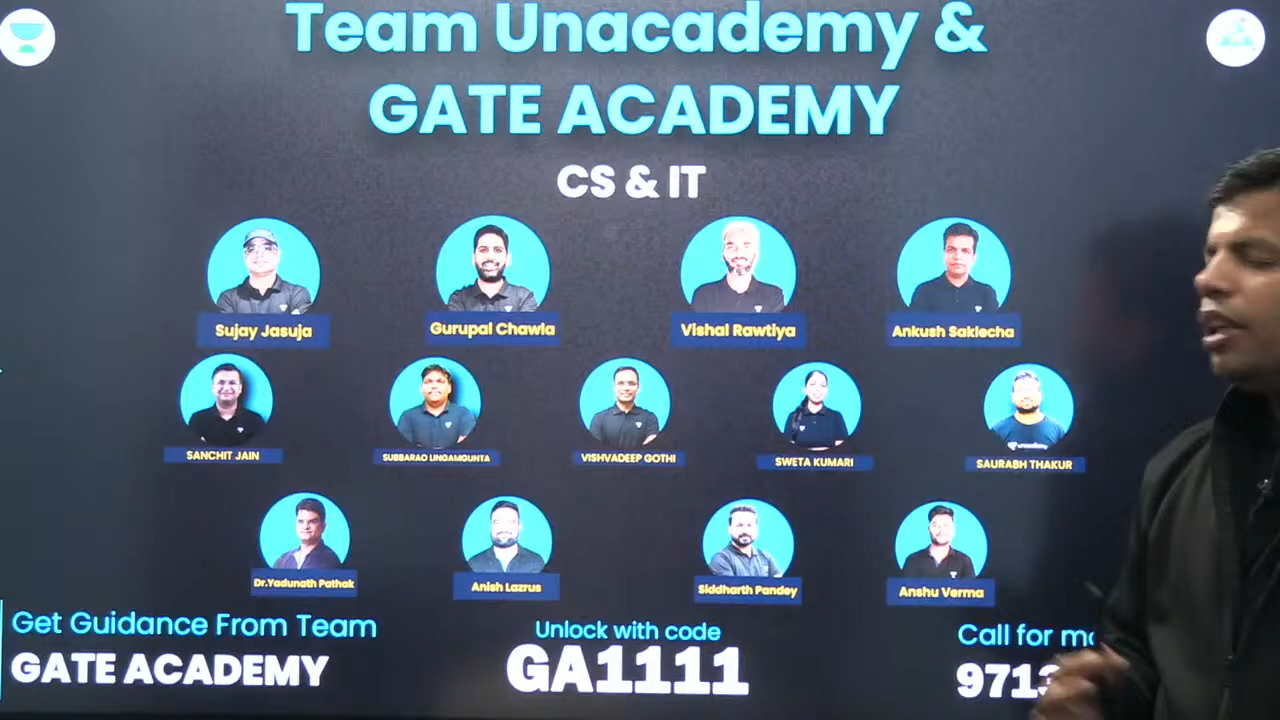 Team Unacademy &
GATE ACADEMY
CS & IT
Sujay Jasuja
Gurupal Chawla
Vishal Rawtiya
Ankush Saklecha
SANCHIT JAIN
SUBBARAO LINGAMGUNTA
VISHVADEEP GOTHI
SWETA KUMARI
SAURABH THAKUR
Dr.Yadunath Pathak
Anish Lazrus
Siddharth Pandey
Anshu Verma
Get Guidance From Team
GATE ACADEMY
Unlock with code
GA1111
Call for
9713